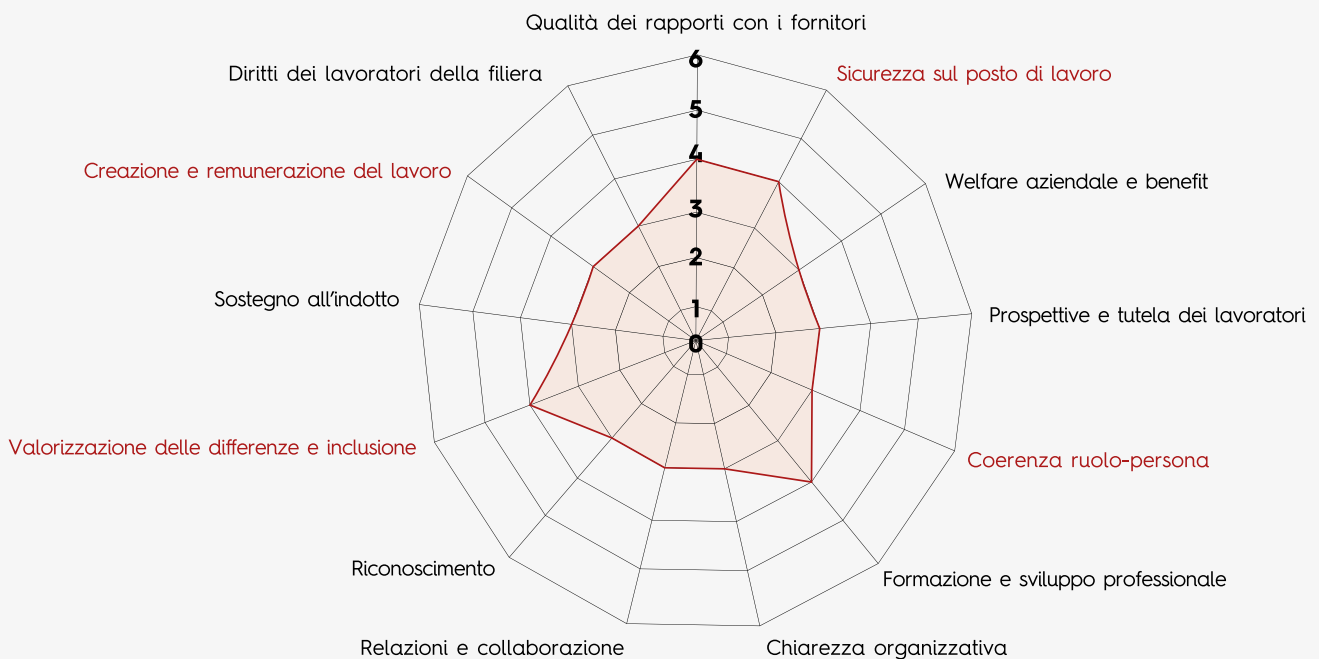 Qualità dei rapporti con i fornitori
Diritti dei lavoratori della filiera
Sicurezza sul posto di lavoro
Creazione e remunerazione del lavoro
Welfare aziendale e benefit
Sostegno all'indotto
Prospettive e tutela dei lavoratori
Valorizzazione delle differenze e inclusione
Coerenza ruolo-persona
Riconoscimento
Formazione e sviluppo professionale
Relazioni e collaborazione
Chiarezza organizzativa
6
5
4
3
2
1
0